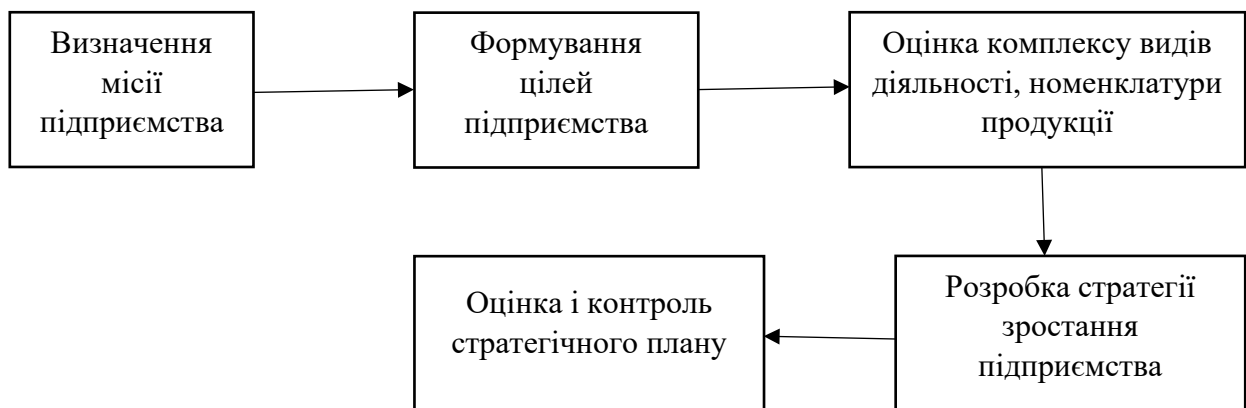 Визначення
місії
підприємства
Формування
цілей
підприємства
Оцінка комплексу видів
діяльності, номенклатури
продукції
Розробка стратегії
зростання
підприємства
Оцінка і контроль
стратегічного плану